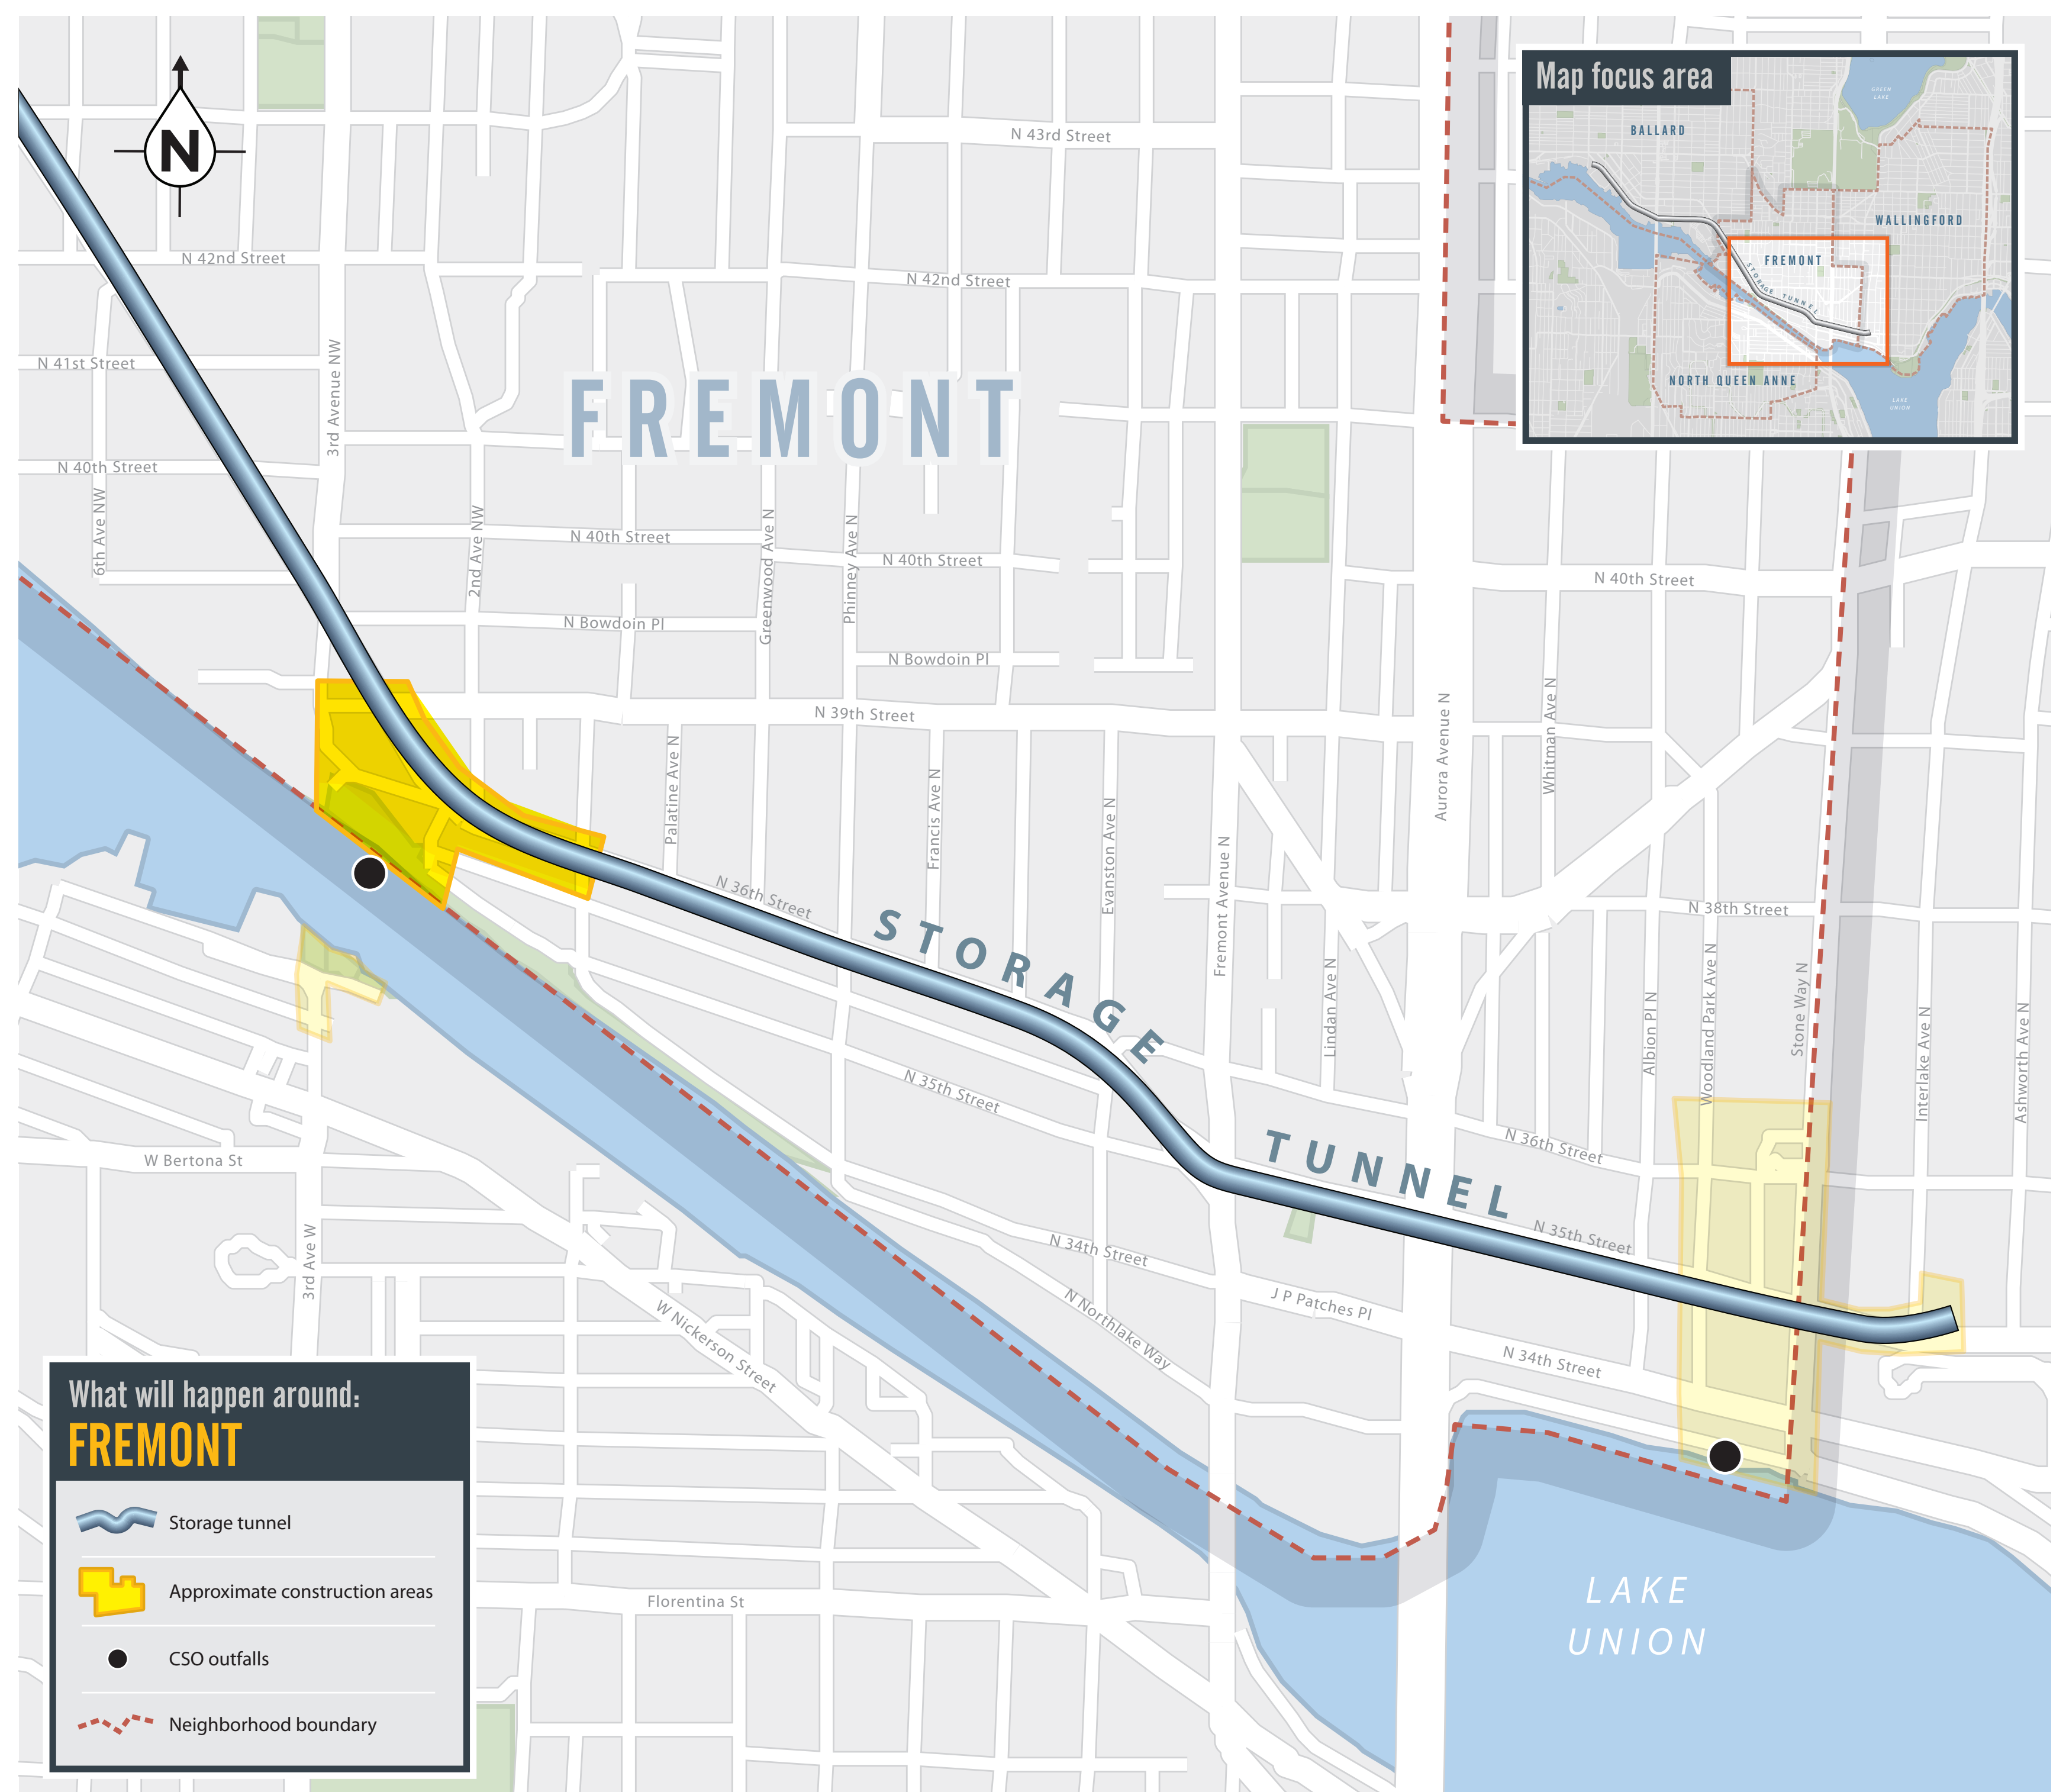 N
Map focus area
GREEN
LAKE
BALLARD
WALLINGFORD
FREMONT
STORAGE TUNNEL
NORTH QUEEN ANNE
LAKE
UNION
N 43rd Street
N 42nd Street
N 42nd Street
N 41st Street
3rd Avenue NW
FREMONT
N 40th Street
6th Ave NW
2nd Ave NW
N 40th Street
Greenwood Ave N
Phinney Ave N
N 40th Street
N 40th Street
N Bowdoin Pl
N Bowdoin Pl
N 39th Street
Aurora Avenue N
Whitman Ave N
Palatine Ave N
Francis Ave N
Evanston Ave N
Fremont Avenue N
N 36th Street
N 38th Street
STORAGE
TUNNEL
Lindan Ave N
Albion Pl N
Woodland Park Ave N
Stone Way N
Interlake Ave N
Ashworth Ave N
N 35th Street
N 36th Street
W Bertona St
3rd Ave W
N 34th Street
N 35th Street
N Northlake Way
J P Patches Pl
W Nickerson Street
N 34th Street
Florentina St
LAKE
UNION
What will happen around:
FREMONT
Storage tunnel
Approximate construction areas
CSO outfalls
Neighborhood boundary